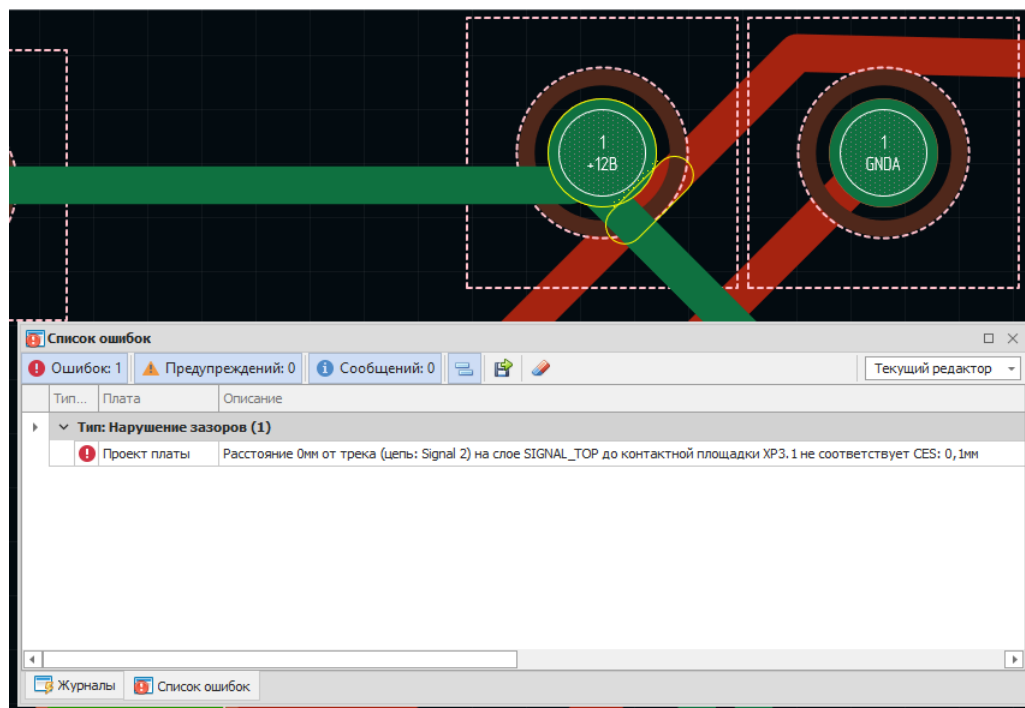 1
+12В
1
GNDA
Список ошибок
Ошибок: 1 Предупреждений: 0 Сообщений: 0 Текущий редактор
Тип... Плата Описание
Тип: Нарушение зазоров (1)
Проект платы Расстояние 0мм от трека (цепь: Signal 2) на слое SIGNAL_TOP до контактной площадки XP3.1 не соответствует CES: 0,1мм
Журналы Список ошибок